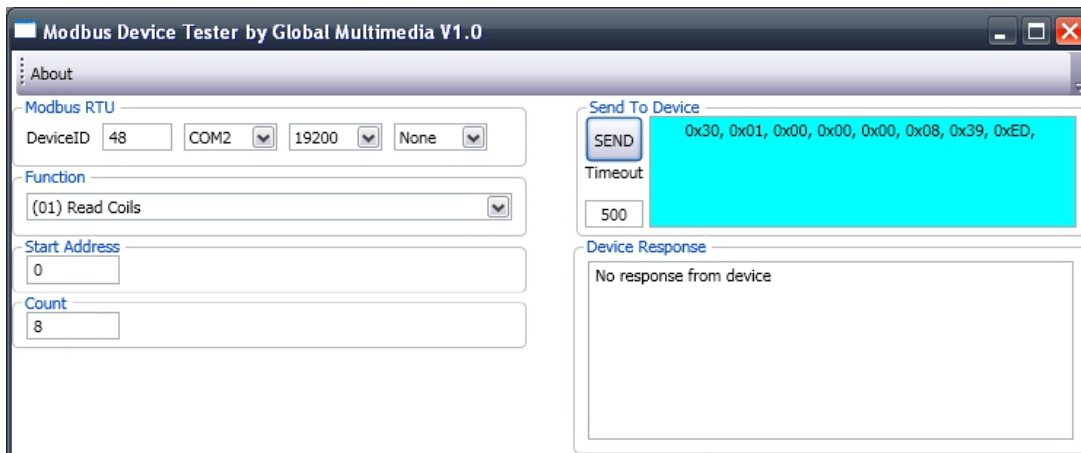 Modbus Device Tester by Global Multimedia V1.0
About
Modbus RTU
DeviceID 48 COM2 19200 None
Function
(01) Read Coils
Start Address
0
Count
8
Send To Device
SEND
0x30, 0x01, 0x00, 0x00, 0x00, 0x08, 0x39, 0xED,
Timeout
500
Device Response
No response from device